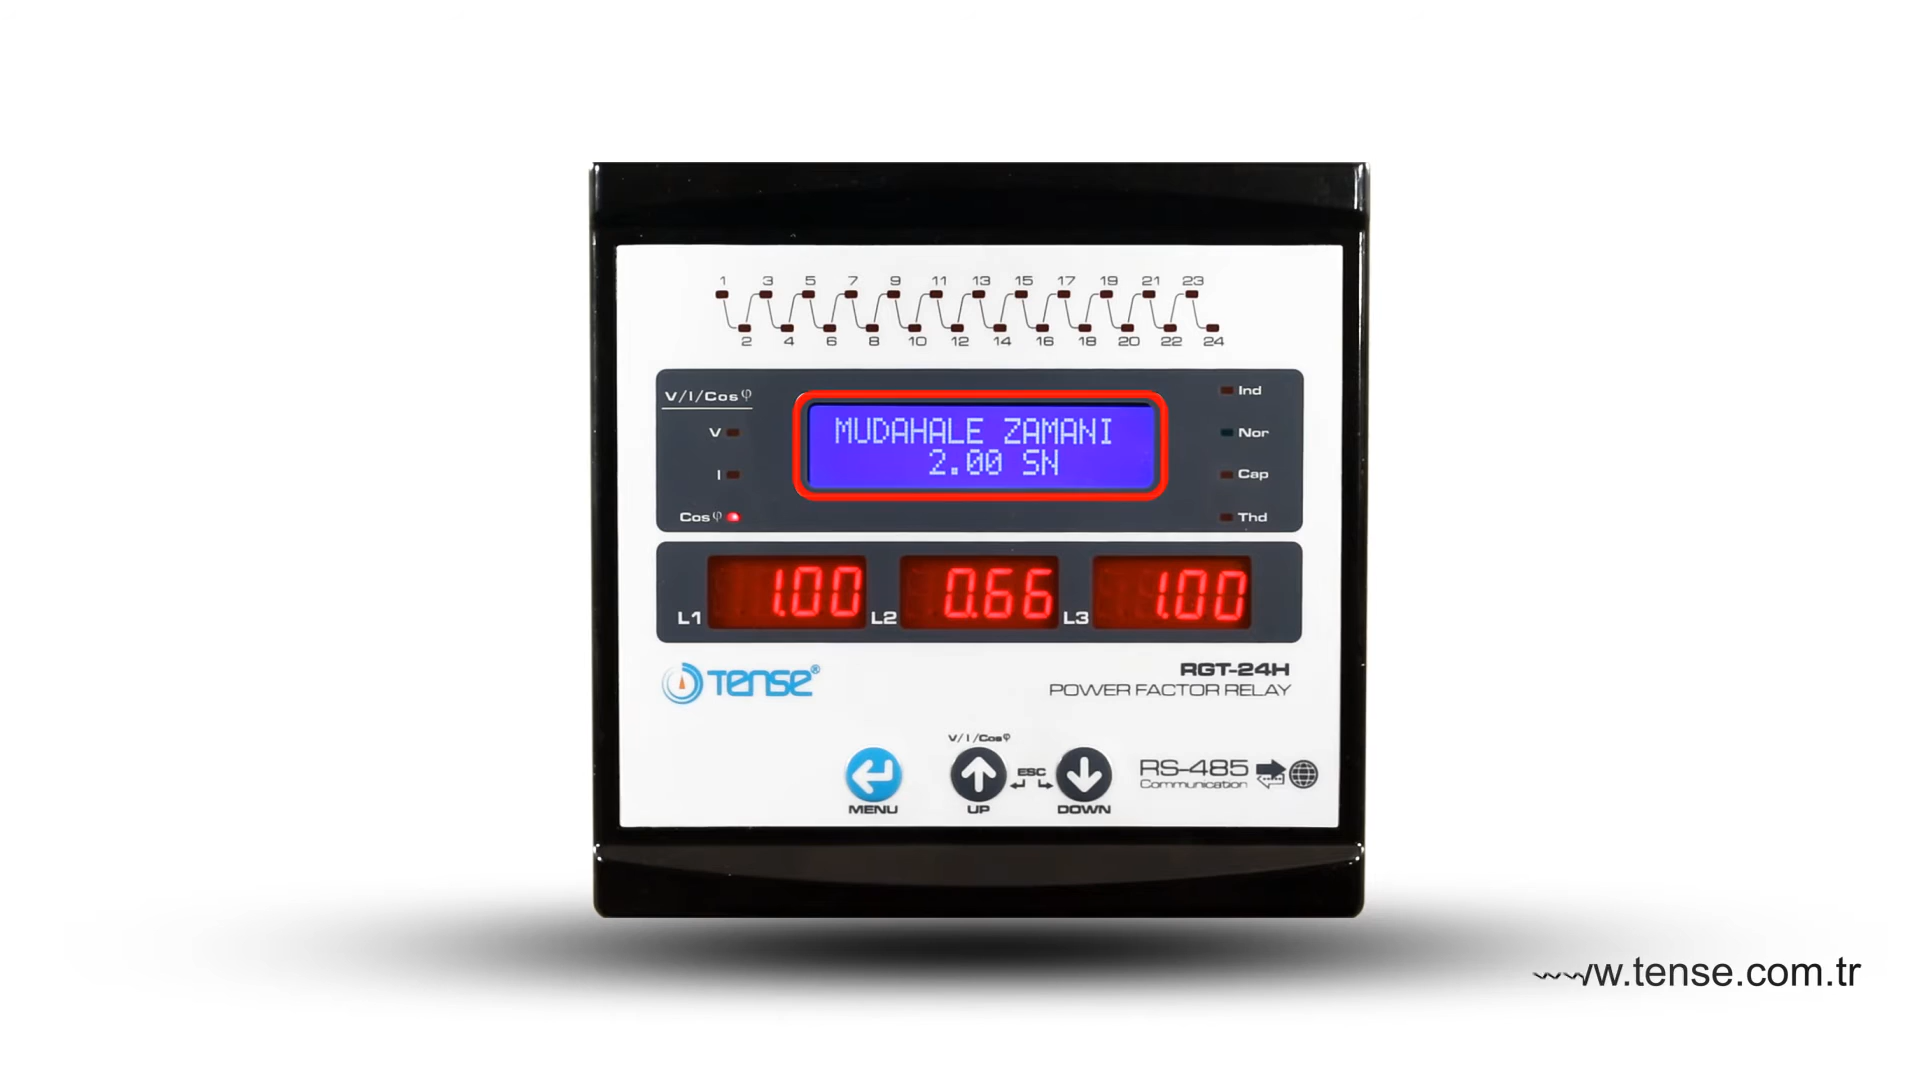 1 3 5 7 9 11 13 15 17 19 21 23
2 4 6 8 10 12 14 16 18 20 22 24
V/I/Cosφ
V
I
Cosφ
MUDAHALE ZAMANI
2.00 SN
Ind
Nor
Cap
Thd
L1 1.00 L2 0.66 L3 1.00
TENSE®
RGT-24H
POWER FACTOR RELAY
V/I/Cosφ
MENU
UP
ESC
DOWN
RS-485
Communication
w.tense.com.tr